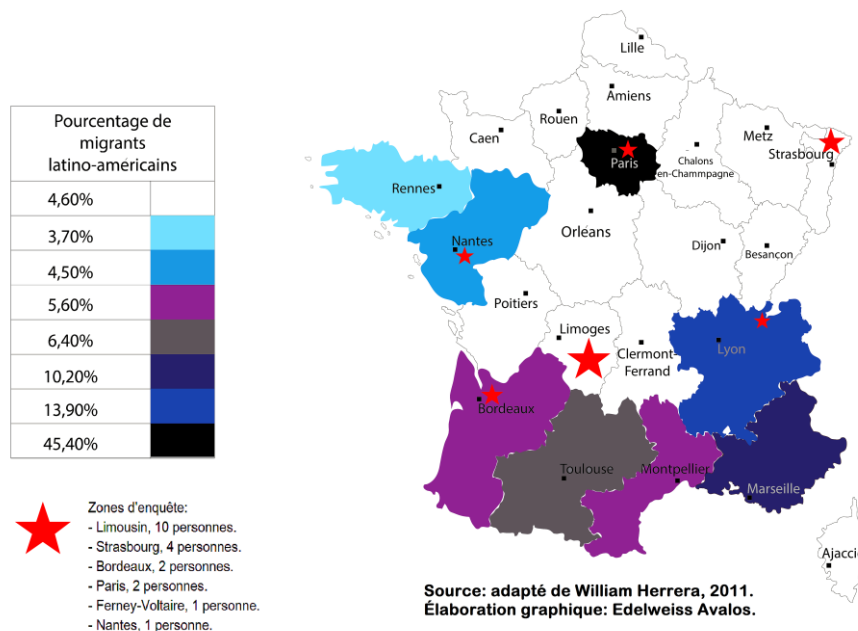 Pourcentage de
migrants
latino-américains
4,60%
3,70%
4,50%
5,60%
6,40%
10,20%
13,90%
45,40%
Zones d'enquête:
- Limousin, 10 personnes.
- Strasbourg, 4 personnes.
- Bordeaux, 2 personnes.
- Paris, 2 personnes.
- Ferney-Voltaire, 1 personne.
- Nantes, 1 personne.
Lille
Amiens
Rouen
Caen
Metz
Strasbourg
Paris
Chalons
en-Chammpagne
Rennes
Nantes
Orleans
Dijon
Besancon
Poitiers
Limoges
Clermont-
Ferrand
Lyon
Bordeaux
Toulouse
Montpellier
Marseille
Ajaccio
Source: adapté de William Herrera, 2011.
Élaboration graphique: Edelweiss Avalos.